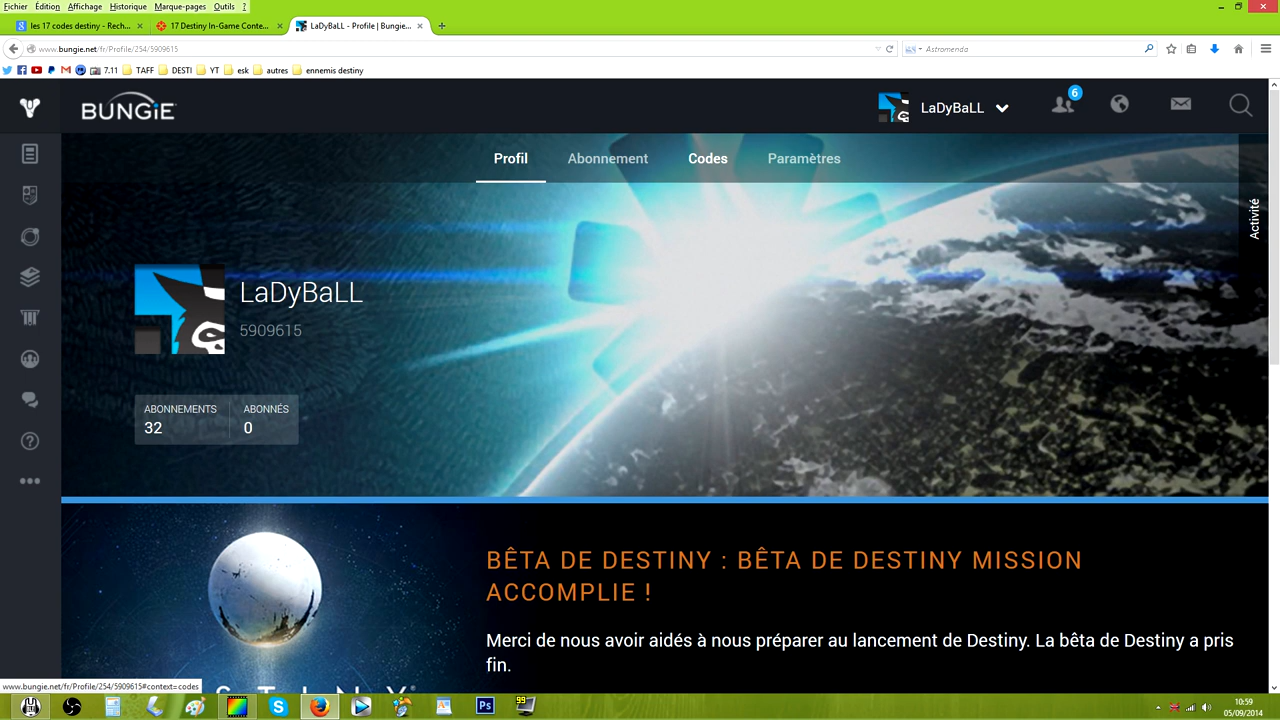 Fichier Édition Affichage Historique Marque-pages Outils ?
les 17 codes destiny - Rech... 17 Destiny In-Game Conte... LaDyBaLL - Profile | Bungie...
www.bungie.net/fr/Profile/254/5909615 Astromenda
7.11 TAFF DESTI YT esk autres ennemis destiny
BUNGiE LaDyBaLL 6
Profil Abonnement Codes Paramètres
Activité
LaDyBaLL
5909615
ABONNEMENTS ABONNÉS
32 0
BÊTA DE DESTINY : BÊTA DE DESTINY MISSION
ACCOMPLIE !
Merci de nous avoir aidés à nous préparer au lancement de Destiny. La bêta de Destiny a pris
fin.
www.bungie.net/fr/Profile/254/5909615#context=codes
Ps 99
10:59
05/09/2014